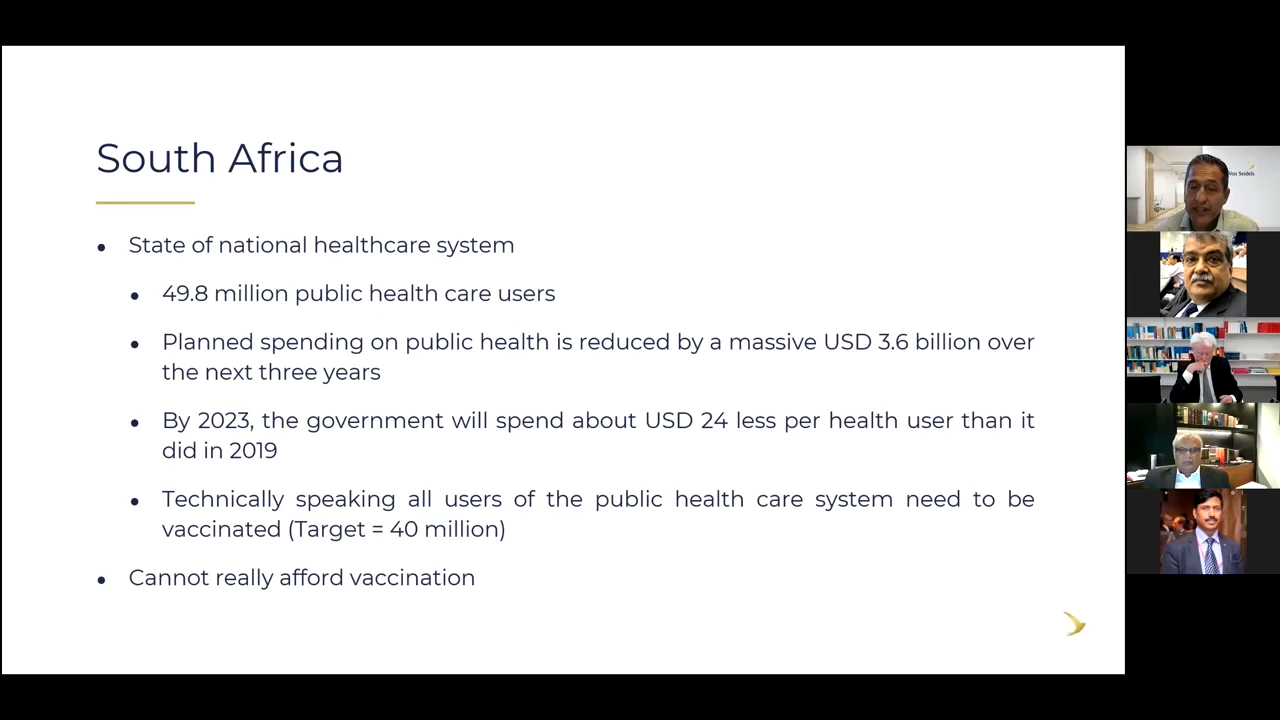 South Africa
● State of national healthcare system
● 49.8 million public health care users
● Planned spending on public health is reduced by a massive USD 3.6 billion over
the next three years
● By 2023, the government will spend about USD 24 less per health user than it
did in 2019
● Technically speaking all users of the public health care system need to be
vaccinated (Target = 40 million)
● Cannot really afford vaccination
Von Seidels